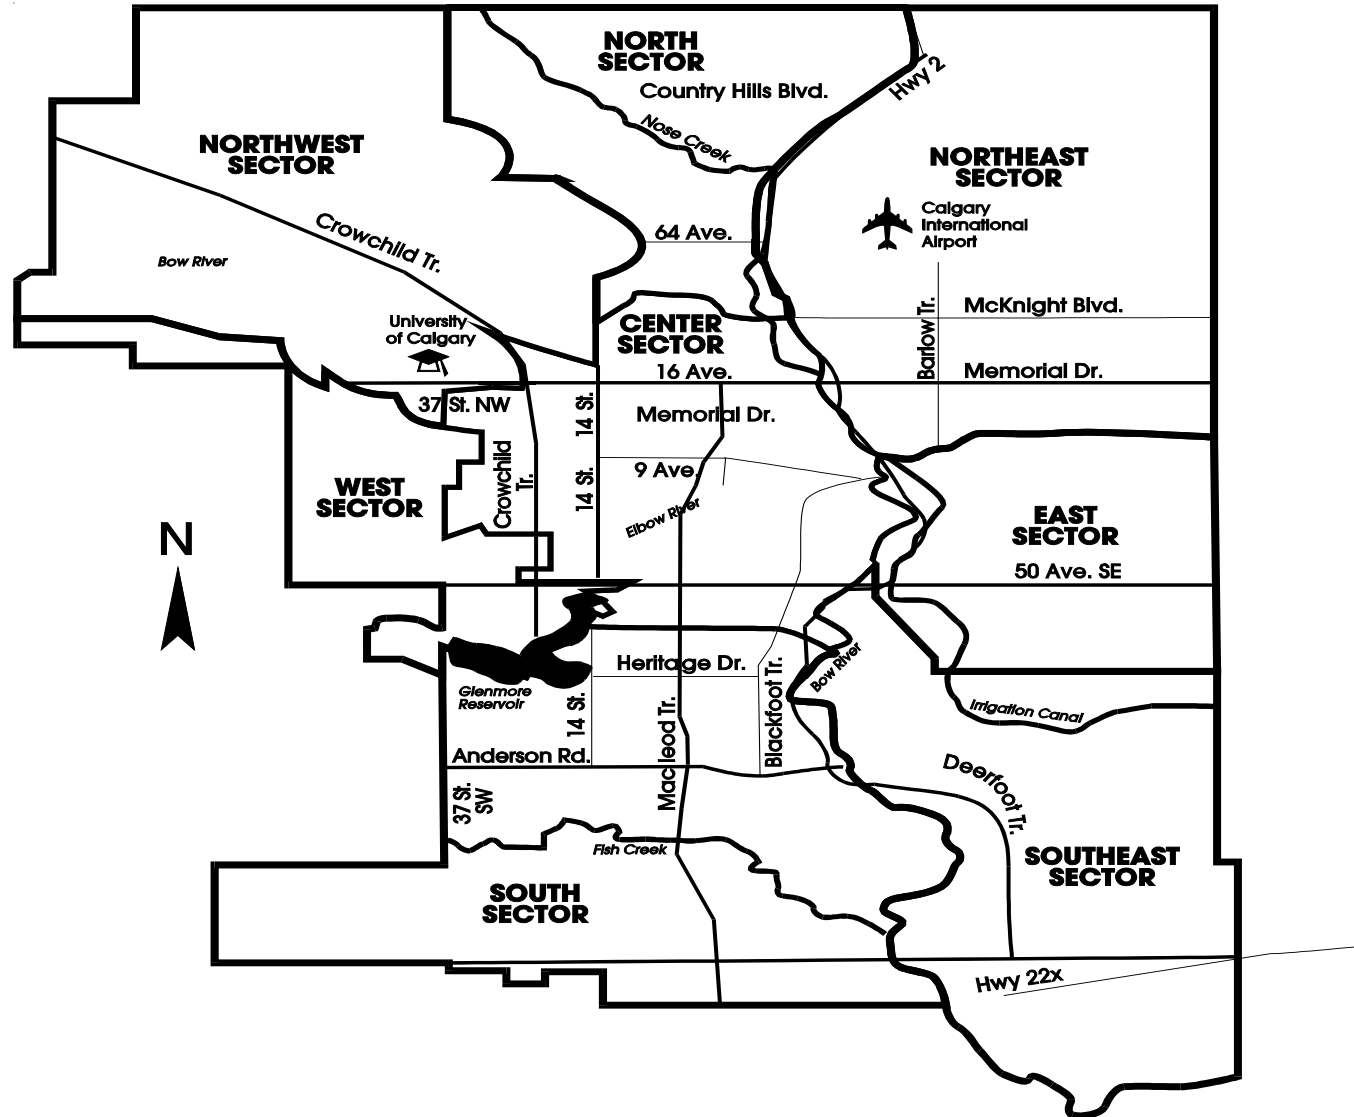 NORTH
SECTOR
Country Hills Blvd.
Hwy 2
Nose Creek
NORTHWEST
SECTOR
NORTHEAST
SECTOR
Calgary
International
Airport
Crowchild Tr.
Bow River
64 Ave.
McKnight Blvd.
Barlow Tr.
University
of Calgary
CENTER
SECTOR
16 Ave.
Memorial Dr.
37 St. NW
14 St.
Memorial Dr.
Crowchild
Tr.
14 St.
9 Ave.
Elbow River
WEST
SECTOR
EAST
SECTOR
N
50 Ave. SE
Heritage Dr.
Bow River
Glenmore
Reservoir
14 St.
Macleod Tr.
Blackfoot Tr.
Irrigation Canal
Anderson Rd.
Deerfoot Tr.
37 St.
SW
Fish Creek
SOUTHEAST
SECTOR
SOUTH
SECTOR
Hwy 22x